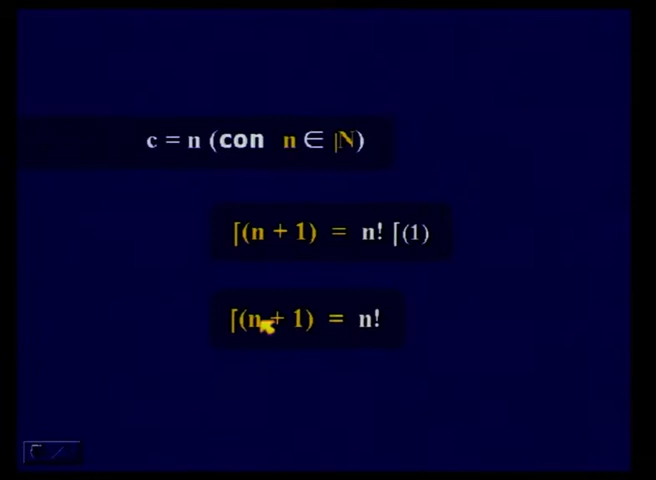 c = n (con n ∈ |N)
⌈(n + 1) = n! ⌈(1)
⌈(n + 1) = n!